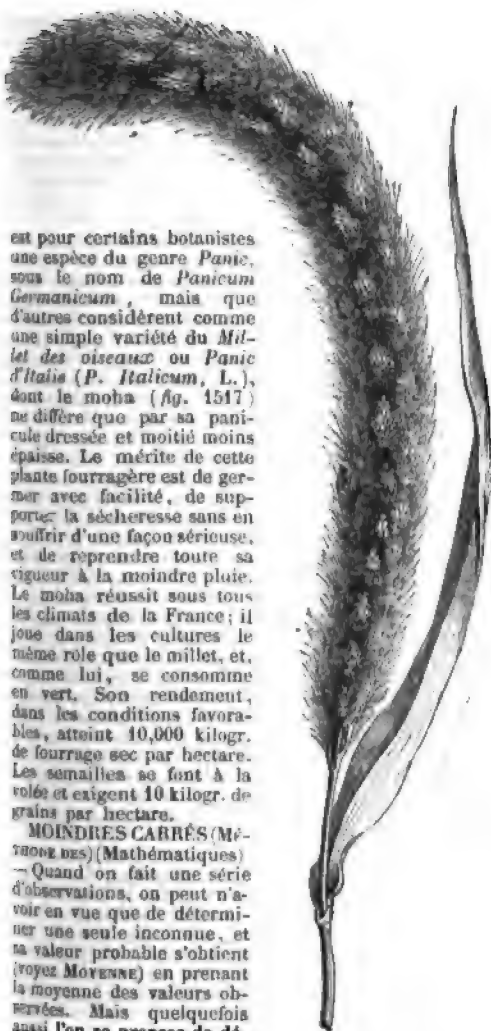 est pour certains botanistes
une espèce du genre Panic,
sous le nom de Panicum
Germanicum, mais que
d'autres considèrent comme
une simple variété du Mil-
let des oiseaux ou Panic
d'Italie (P. Italicum, L.),
dont le moha (fig. 1517)
ne diffère que par sa pani-
cule dressée et moitié moins
épaisse. Le mérite de cette
plante fourragère est de ger-
mer avec facilité, de sup-
porter la sécheresse sans en
souffrir d'une façon sérieuse,
et de reprendre toute sa
vigueur à la moindre pluie.
Le moha réussit sous tous
les climats de la France; il
joue dans les cultures le
même rôle que le millet, et,
comme lui, se consomme
en vert. Son rendement,
dans les conditions favora-
bles, atteint 10,000 kilogr.
de fourrage sec par hectare.
Les semailles se font à la
volée et exigent 10 kilogr. de
grains par hectare.
MOINDRES CARRÉS (MÉ-
THODE DES) (Mathématiques)
— Quand on fait une série
d'observations, on peut n'a-
voir en vue que de détermi-
ner une seule inconnue, et
sa valeur probable s'obtient
(voyez MOYENNE) en prenant
la moyenne des valeurs ob-
servées. Mais quelquefois
aussi l'on se propose de dé-